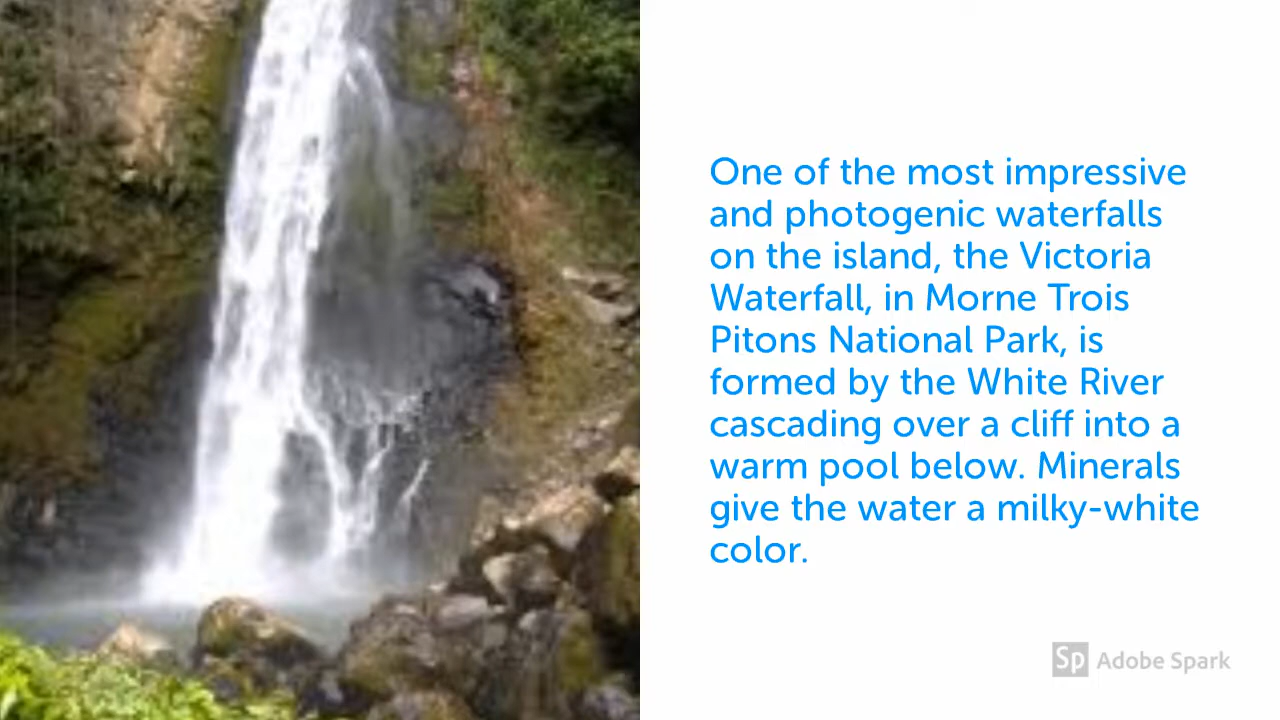 One of the most impressive
and photogenic waterfalls
on the island, the Victoria
Waterfall, in Morne Trois
Pitons National Park, is
formed by the White River
cascading over a cliff into a
warm pool below. Minerals
give the water a milky-white
color.
Sp Adobe Spark